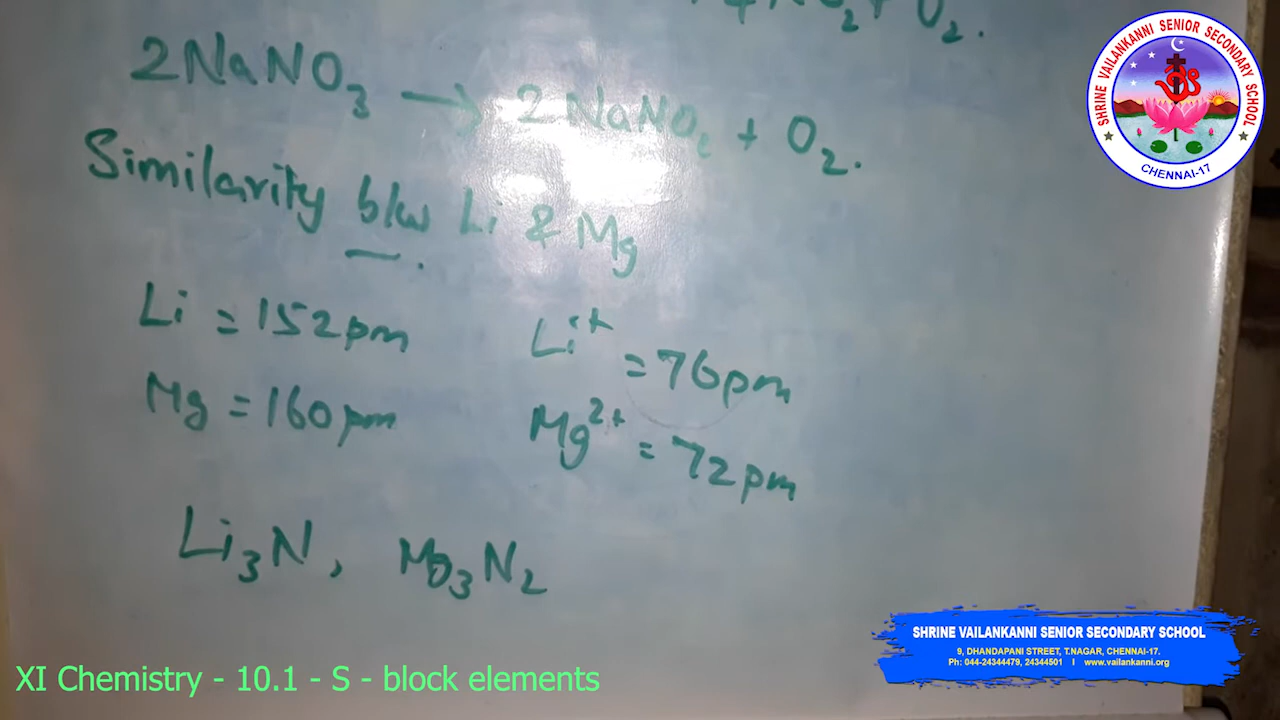 NO2 + O2.
2NaNO3 → 2NaNO2 + O2.
Similarity b/w Li & Mg
Li = 152pm
Li+ = 76pm
Mg = 160pm
Mg2+ = 72pm
Li3N, Mg3N2
SHRINE VAILANKANNI SENIOR SECONDARY SCHOOL
CHENNAI-17
SHRINE VAILANKANNI SENIOR SECONDARY SCHOOL
9, DHANDAPANI STREET, T.NAGAR, CHENNAI-17.
Ph: 044-24344479, 24344501 I www.vailankanni.org
XI Chemistry - 10.1 - S - block elements